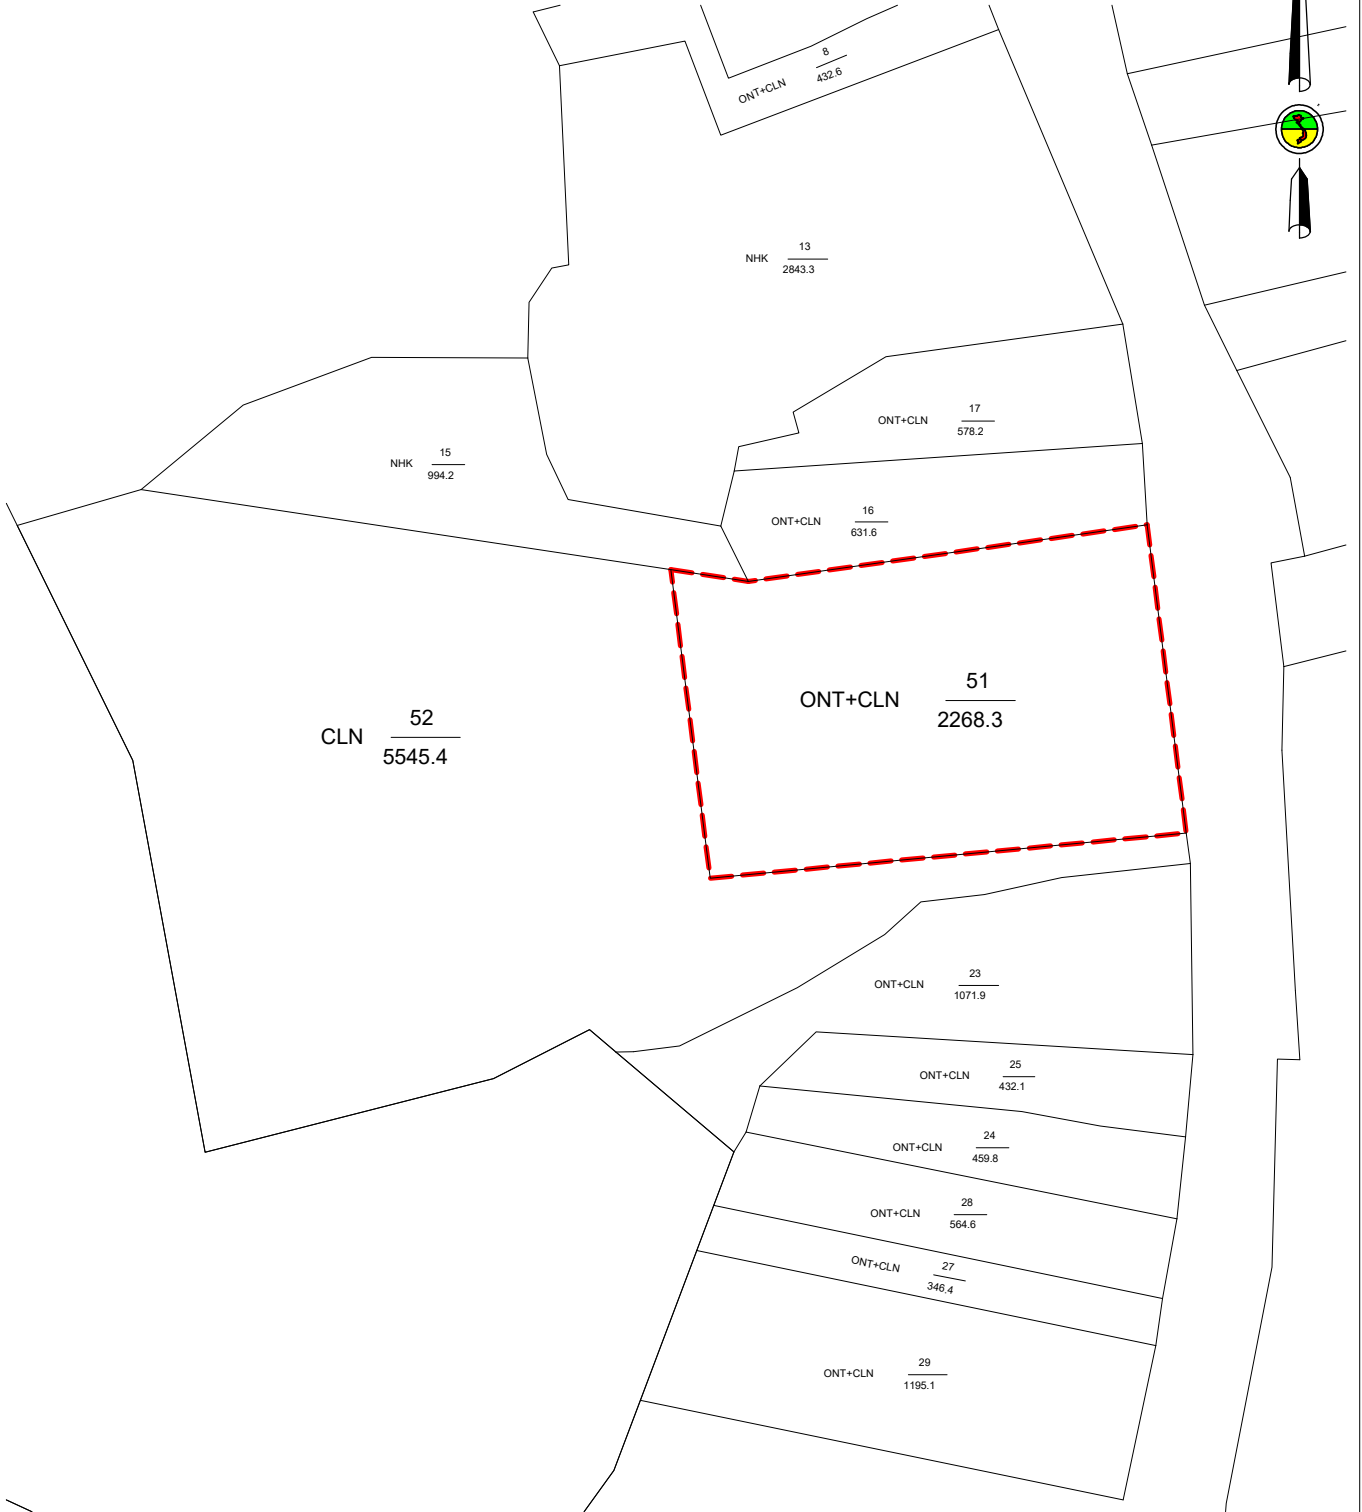 8
ONT+CLN
432.6
13
NHK
2843.3
17
ONT+CLN
578.2
15
NHK
994.2
16
ONT+CLN
631.6
51
ONT+CLN
2268.3
52
CLN
5545.4
23
ONT+CLN
1071.9
25
ONT+CLN
432.1
24
ONT+CLN
459.8
28
ONT+CLN
564.6
27
ONT+CLN
346.4
29
ONT+CLN
1195.1